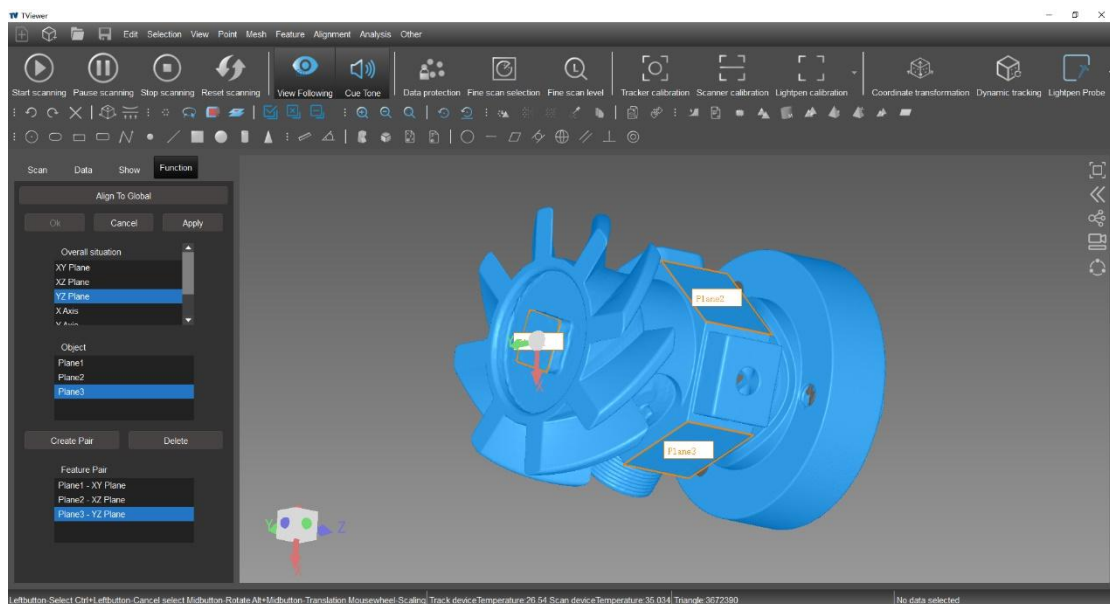 TViewer
Edit Selection View Point Mesh Feature Alignment Analysis Other
Start scanning Pause scanning Stop scanning Reset scanning View Following Cue Tone Data protection Fine scan selection Fine scan level Tracker calibration Scanner calibration Lightpen calibration Coordinate transformation Dynamic tracking Lightpen Probe
Scan Data Show Function
Align To Global
Ok Cancel Apply
Overall situation
XY Plane
XZ Plane
YZ Plane
X Axis
Y Axis
Object
Plane1
Plane2
Plane3
Create Pair Delete
Feature Pair
Plane1 - XY Plane
Plane2 - XZ Plane
Plane3 - YZ Plane
Plane2
Plane3
X
Y Z
Leftbutton-Select Ctrl+Leftbutton-Cancel select Midbutton-Rotate Alt+Midbutton-Translation Mousewheel-Scaling Track deviceTemperature:26.54 Scan deviceTemperature:35.034 Triangle:3672390 No data selected